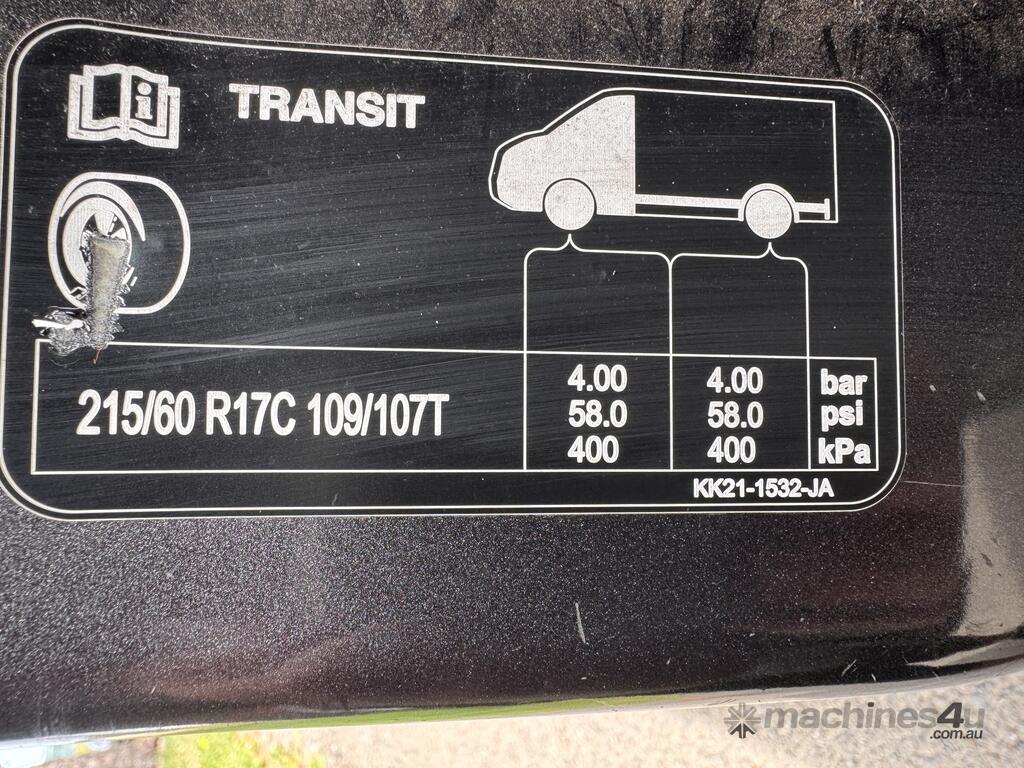 i
TRANSIT
215/60 R17C 109/107T
4.00 4.00 bar
58.0 58.0 psi
400 400 kPa
KK21-1532-JA
machines4u
.com.au